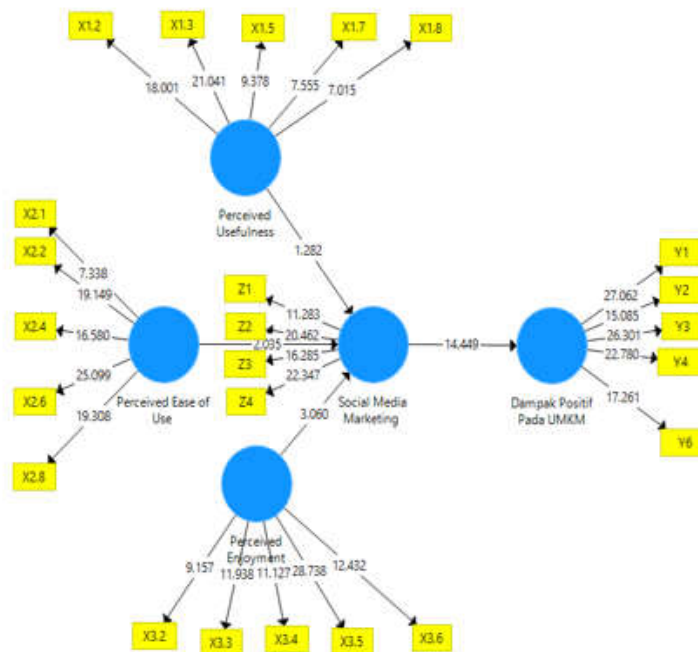 X1.2
X1.3
X1.5
X1.7
X1.8
18.001
21.041
9.378
7.555
7.015
Perceived
Usefulness
1.282
X2.1
X2.2
X2.4
X2.6
X2.8
7.338
19.149
16.580
25.099
19.308
Perceived Ease of
Use
2.035
Z1
Z2
Z3
Z4
11.283
20.462
16.285
22.347
Social Media
Marketing
3.060
14.449
Dampak Positif
Pada UMKM
27.062
15.085
26.301
22.780
17.261
Y1
Y2
Y3
Y4
Y6
Perceived
Enjoyment
9.157
11.938
11.127
28.738
12.432
X3.2
X3.3
X3.4
X3.5
X3.6